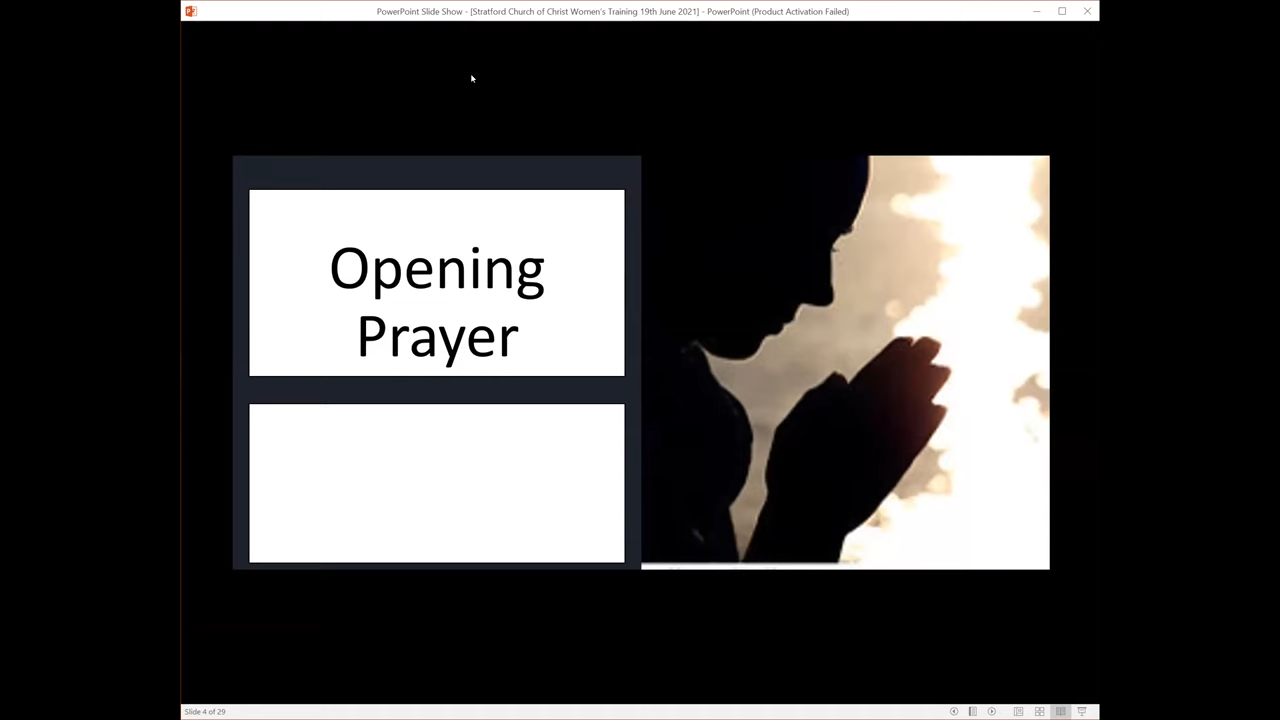 PowerPoint Slide Show - [Stratford Church of Christ Women's Training 19th June 2021] - PowerPoint (Product Activation Failed)
Opening
Prayer
Slide 4 of 29